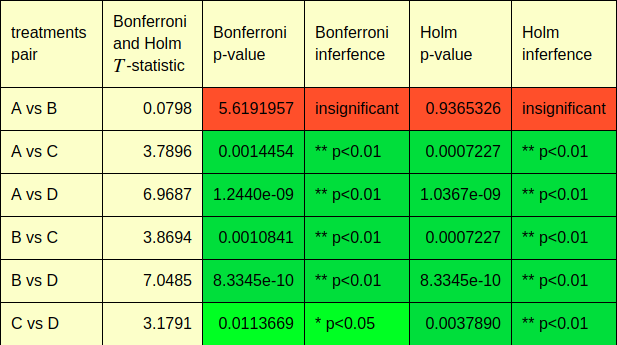 treatments pair | Bonferroni and Holm T-statistic | Bonferroni p-value | Bonferroni inferfence | Holm p-value | Holm inferfence
A vs B | 0.0798 | 5.6191957 | insignificant | 0.9365326 | insignificant
A vs C | 3.7896 | 0.0014454 | ** p<0.01 | 0.0007227 | ** p<0.01
A vs D | 6.9687 | 1.2440e-09 | ** p<0.01 | 1.0367e-09 | ** p<0.01
B vs C | 3.8694 | 0.0010841 | ** p<0.01 | 0.0007227 | ** p<0.01
B vs D | 7.0485 | 8.3345e-10 | ** p<0.01 | 8.3345e-10 | ** p<0.01
C vs D | 3.1791 | 0.0113669 | * p<0.05 | 0.0037890 | ** p<0.01